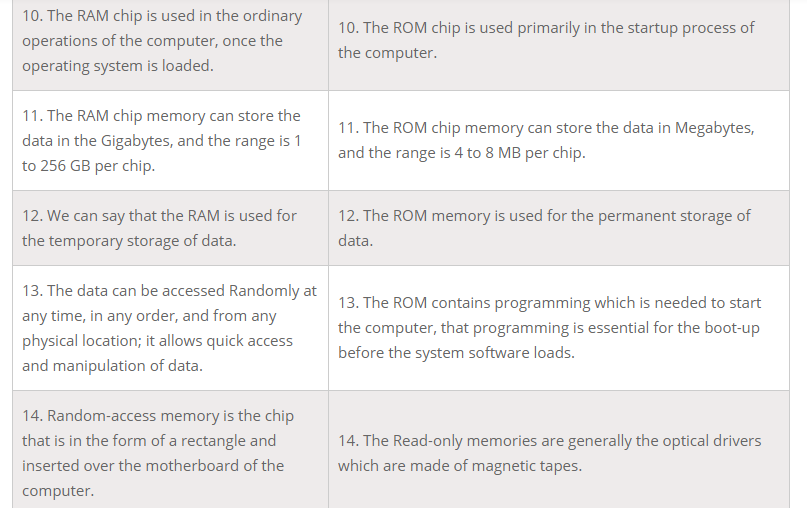 10. The RAM chip is used in the ordinary
operations of the computer, once the
operating system is loaded.
10. The ROM chip is used primarily in the startup process of
the computer.
11. The RAM chip memory can store the
data in the Gigabytes, and the range is 1
to 256 GB per chip.
11. The ROM chip memory can store the data in Megabytes,
and the range is 4 to 8 MB per chip.
12. We can say that the RAM is used for
the temporary storage of data.
12. The ROM memory is used for the permanent storage of
data.
13. The data can be accessed Randomly at
any time, in any order, and from any
physical location; it allows quick access
and manipulation of data.
13. The ROM contains programming which is needed to start
the computer, that programming is essential for the boot-up
before the system software loads.
14. Random-access memory is the chip
that is in the form of a rectangle and
inserted over the motherboard of the
computer.
14. The Read-only memories are generally the optical drivers
which are made of magnetic tapes.